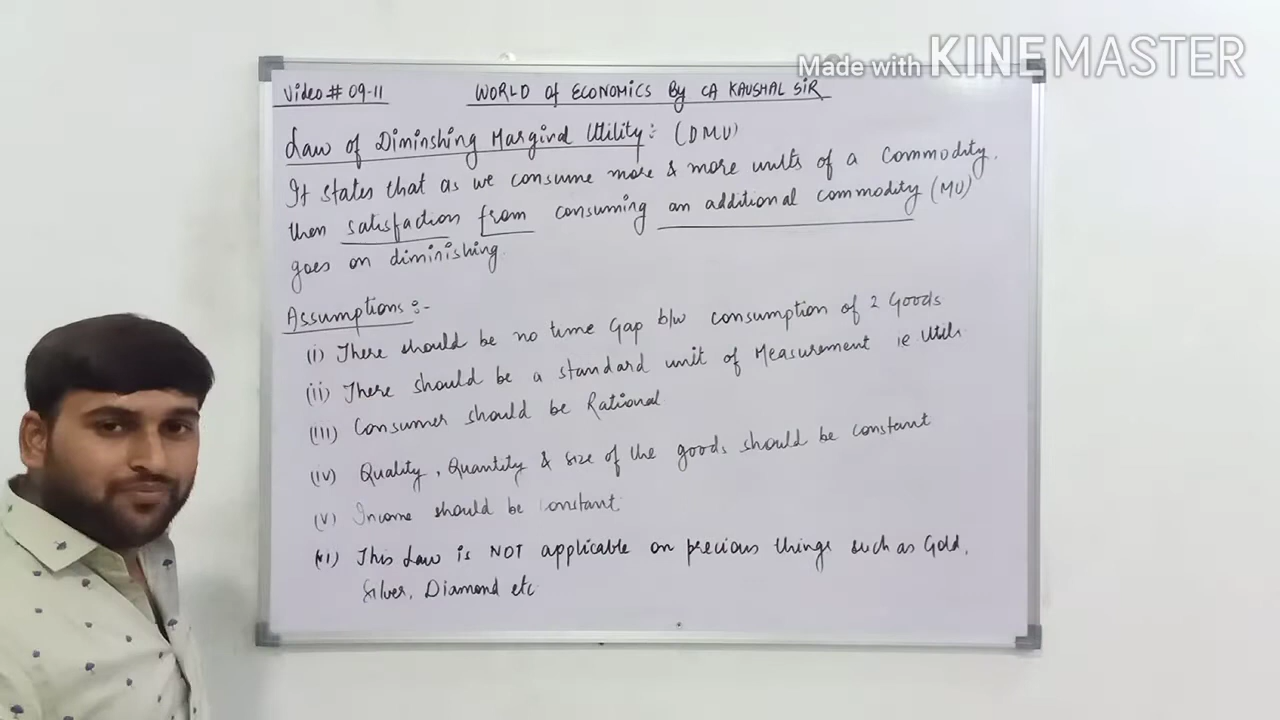 Made with KINEMASTER
Video # 09-11
WORLD of ECONOMICS By CA KAUSHAL SIR
Law of Diminshing Marginal Utility :- (DMU)
It states that as we consume more & more units of a commodity.
then satisfaction from consuming an additional commodity (MU)
goes on diminishing.
Assumptions :-
(i) There should be no time Gap b/w consumption of 2 Goods
(ii) There should be a standard unit of Measurement ie Utils
(iii) Consumer should be Rational
(iv) Quality, Quantity & size of the goods should be constant
(v) Income should be constant
(vi) This Law is NOT applicable on precious things such as Gold,
Silver, Diamond etc